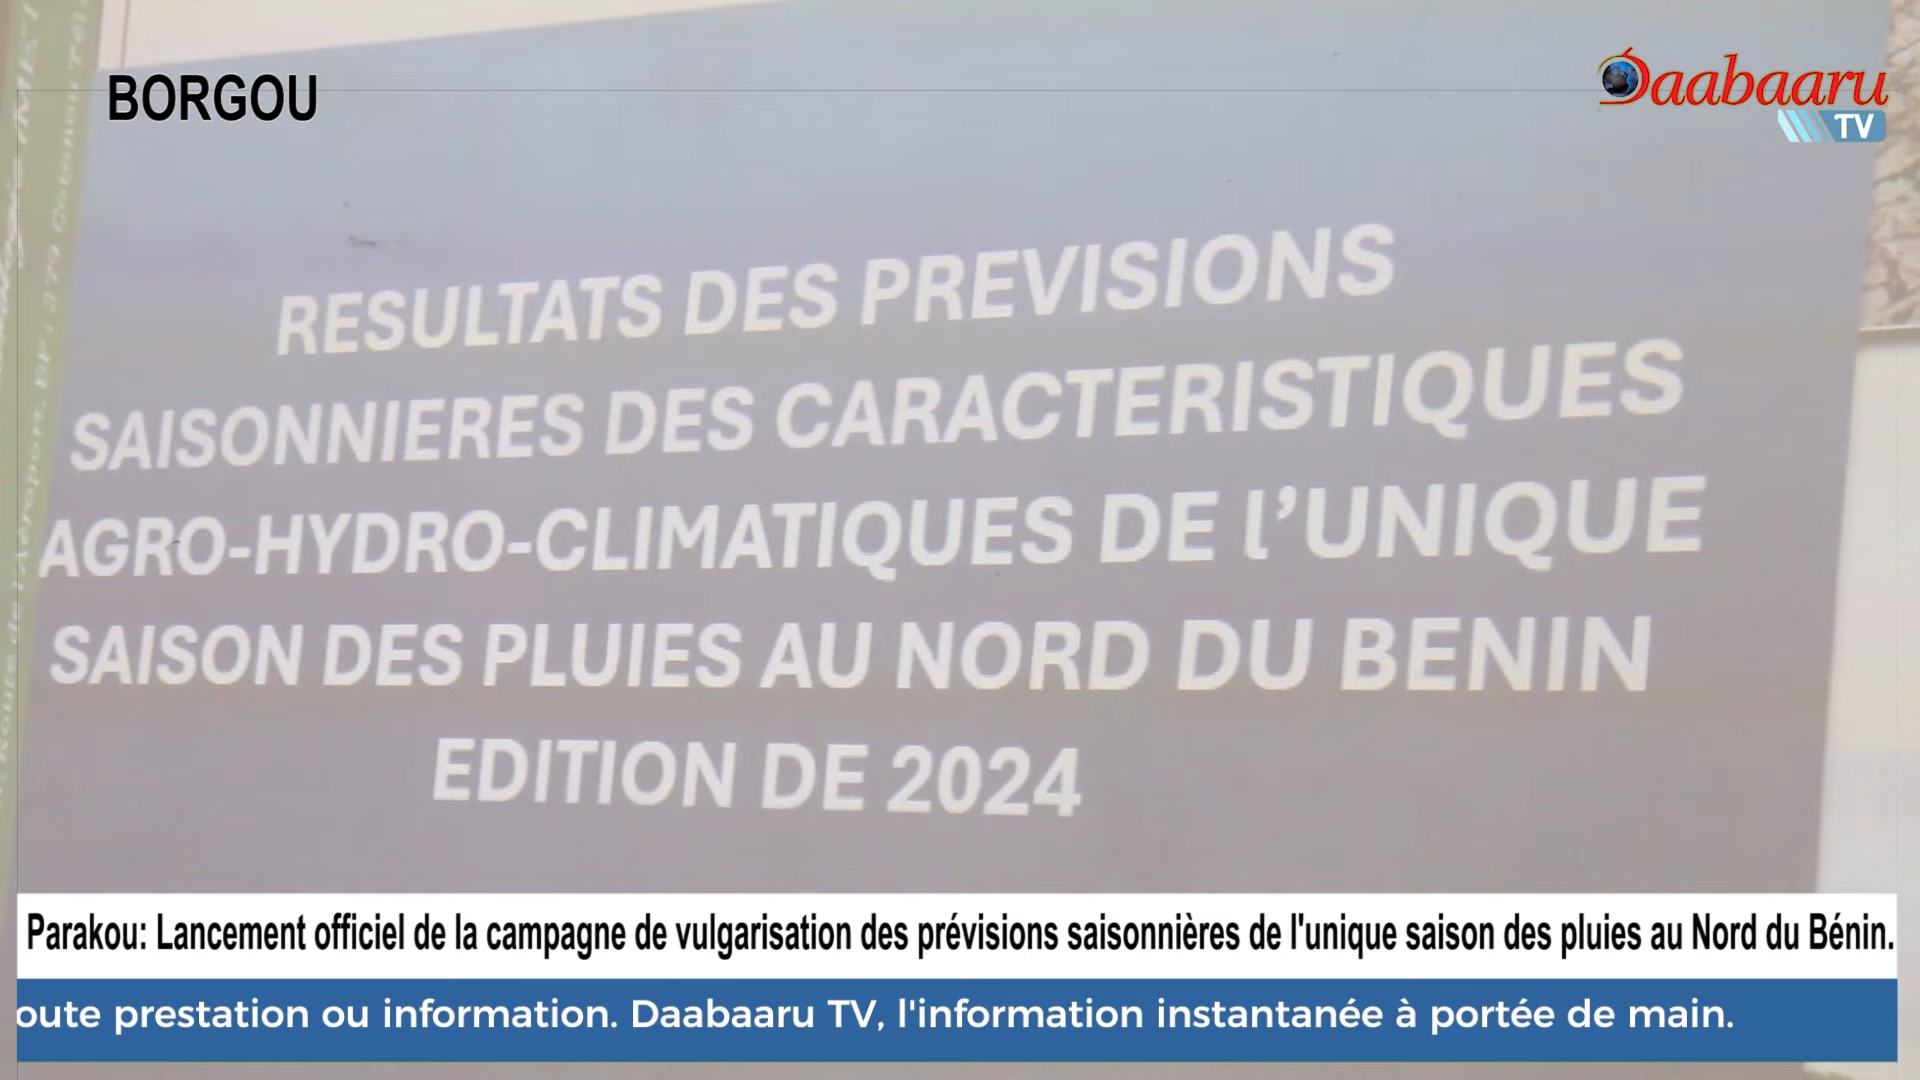 BORGOU
Daabaaru
TV
RESULTATS DES PREVISIONS
SAISONNIERES DES CARACTERISTIQUES
AGRO-HYDRO-CLIMATIQUES DE l'UNIQUE
SAISON DES PLUIES AU NORD DU BENIN
EDITION DE 2024
Parakou: Lancement officiel de la campagne de vulgarisation des prévisions saisonnières de l'unique saison des pluies au Nord du Bénin.
oute prestation ou information. Daabaaru TV, l'information instantanée à portée de main.